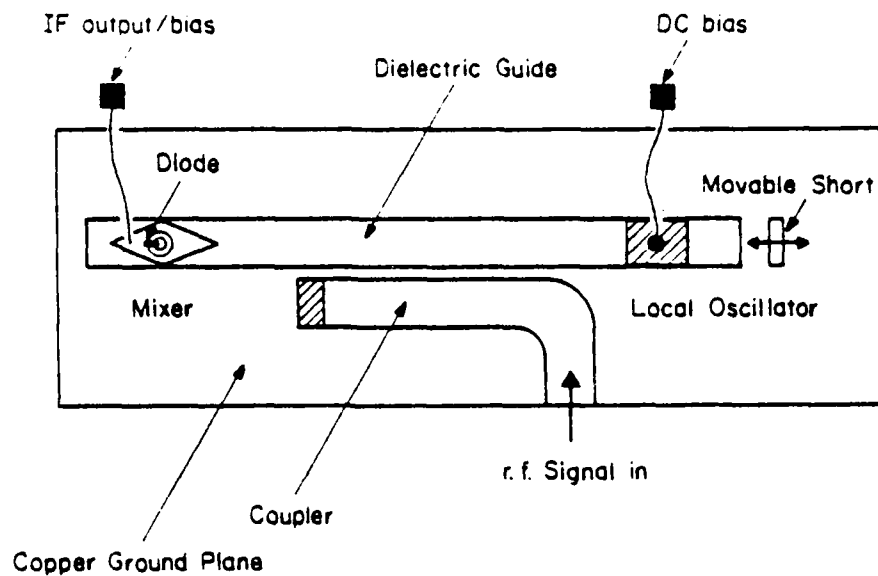 IF output/bias
DC bias
Dielectric Guide
Diode
Movable Short
Mixer
Local Oscillator
r.f. Signal in
Coupler
Copper Ground Plane